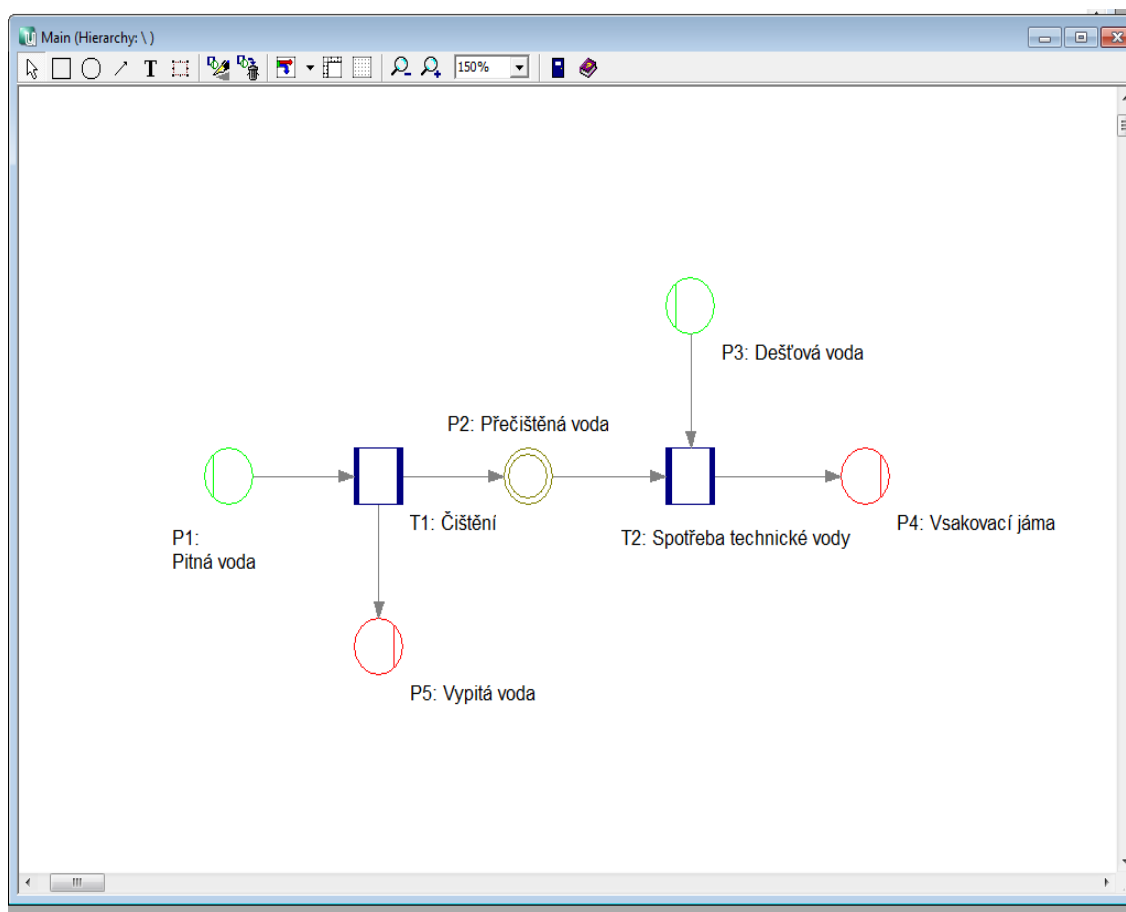 Main (Hierarchy: \ )
T
150%
P3: Dešťová voda
P2: Přečištěná voda
T1: Čištění
P1:
Pitná voda
T2: Spotřeba technické vody
P4: Vsakovací jáma
P5: Vypitá voda